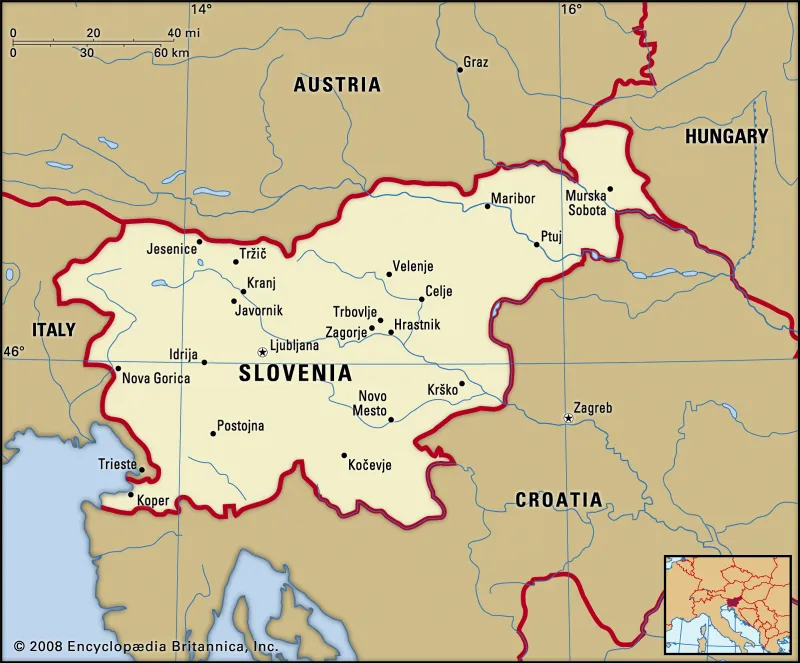 14°
16°
0 20 40 mi
0 30 60 km
Graz
AUSTRIA
HUNGARY
Maribor
Murska
Sobota
Ptuj
Jesenice
Tržič
Velenje
Kranj
Celje
Javornik
Trbovlje
Zagorje
Hrastnik
ITALY
46°
Ljubljana
Idrija
SLOVENIA
Nova Gorica
Krško
Novo
Mesto
Zagreb
Postojna
Trieste
Kočevje
Koper
CROATIA
© 2008 Encyclopædia Britannica, Inc.